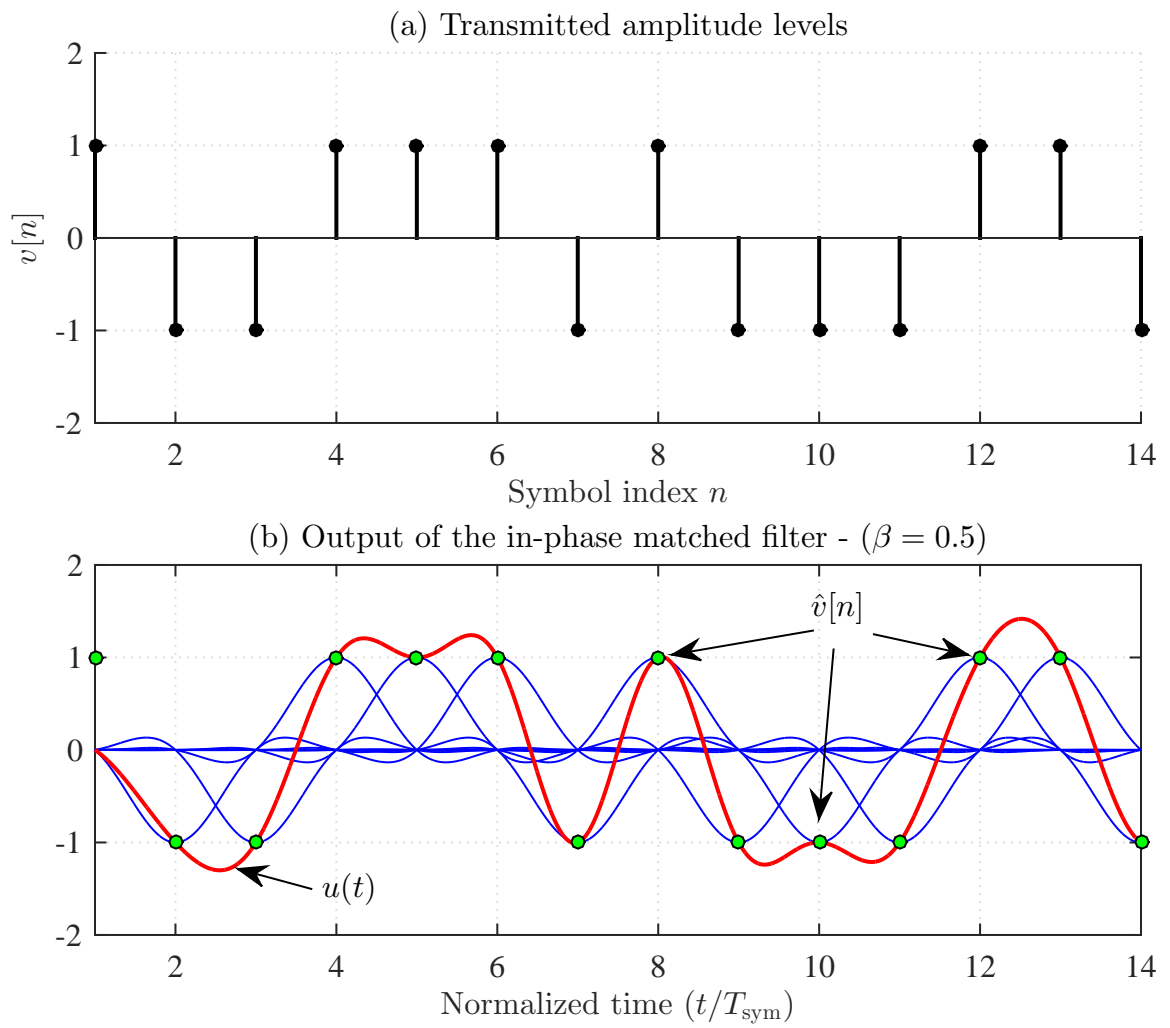 (a) Transmitted amplitude levels
2
1
0
-1
-2
v[n]
2 4 6 8 10 12 14
Symbol index n
(b) Output of the in-phase matched filter - (β = 0.5)
2
1
0
-1
-2
v̂[n]
u(t)
2 4 6 8 10 12 14
Normalized time (t/T_sym)